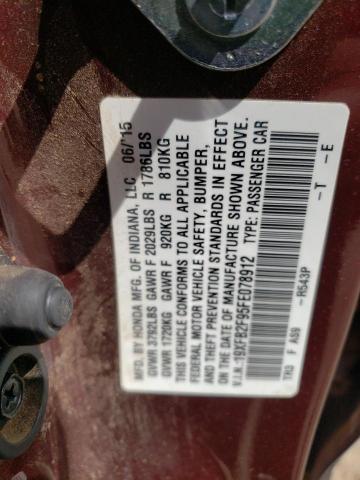 MFD. BY HONDA MFG. OF INDIANA, LLC 06/15
GVWR 3792LBS GAWR F 2029LBS R 1786LBS
GVWR 1720KG GAWR F 920KG R 810KG
THIS VEHICLE CONFORMS TO ALL APPLICABLE
FEDERAL MOTOR VEHICLE SAFETY, BUMPER,
AND THEFT PREVENTION STANDARDS IN EFFECT
ON THE DATE OF MANUFACTURE SHOWN ABOVE.
V.I.N.: 19XFB2F95FE078912 TYPE: PASSENGER CAR
-R543P -T -E
TR3 F AS9